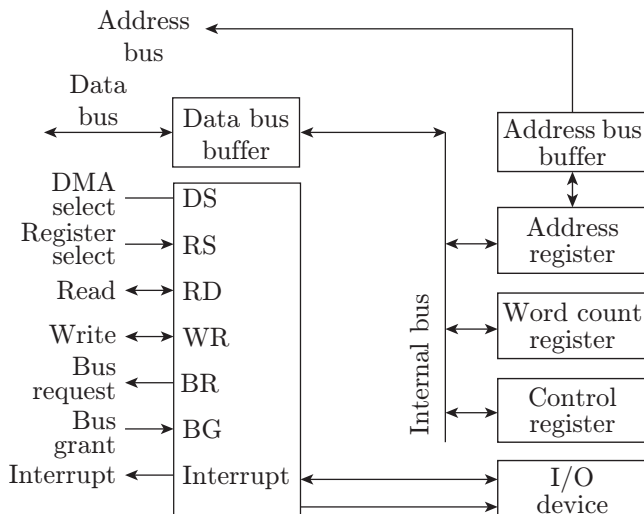 Address
bus
Data
bus
Data bus
buffer
Address bus
buffer
DMA
select
DS
Register
select
RS
Address
register
Read
RD
Internal bus
Word count
register
Write
WR
Bus
request
BR
Control
register
Bus
grant
BG
Interrupt
Interrupt
I/O
device